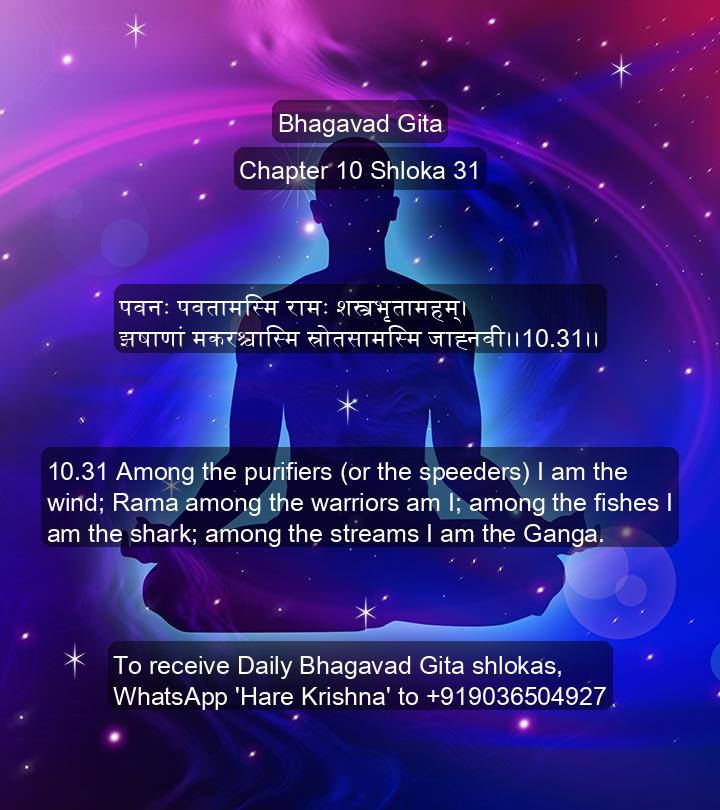 Bhagavad Gita
Chapter 10 Shloka 31
पवनः पवतामस्मि रामः शस्त्रभृतामहम्।
झषाणां मकरश्चास्मि स्रोतसामस्मि जाह्नवी।।10.31।।
10.31 Among the purifiers (or the speeders) I am the
wind; Rama among the warriors am I; among the fishes I
am the shark; among the streams I am the Ganga.
To receive Daily Bhagavad Gita shlokas,
WhatsApp 'Hare Krishna' to +919036504927